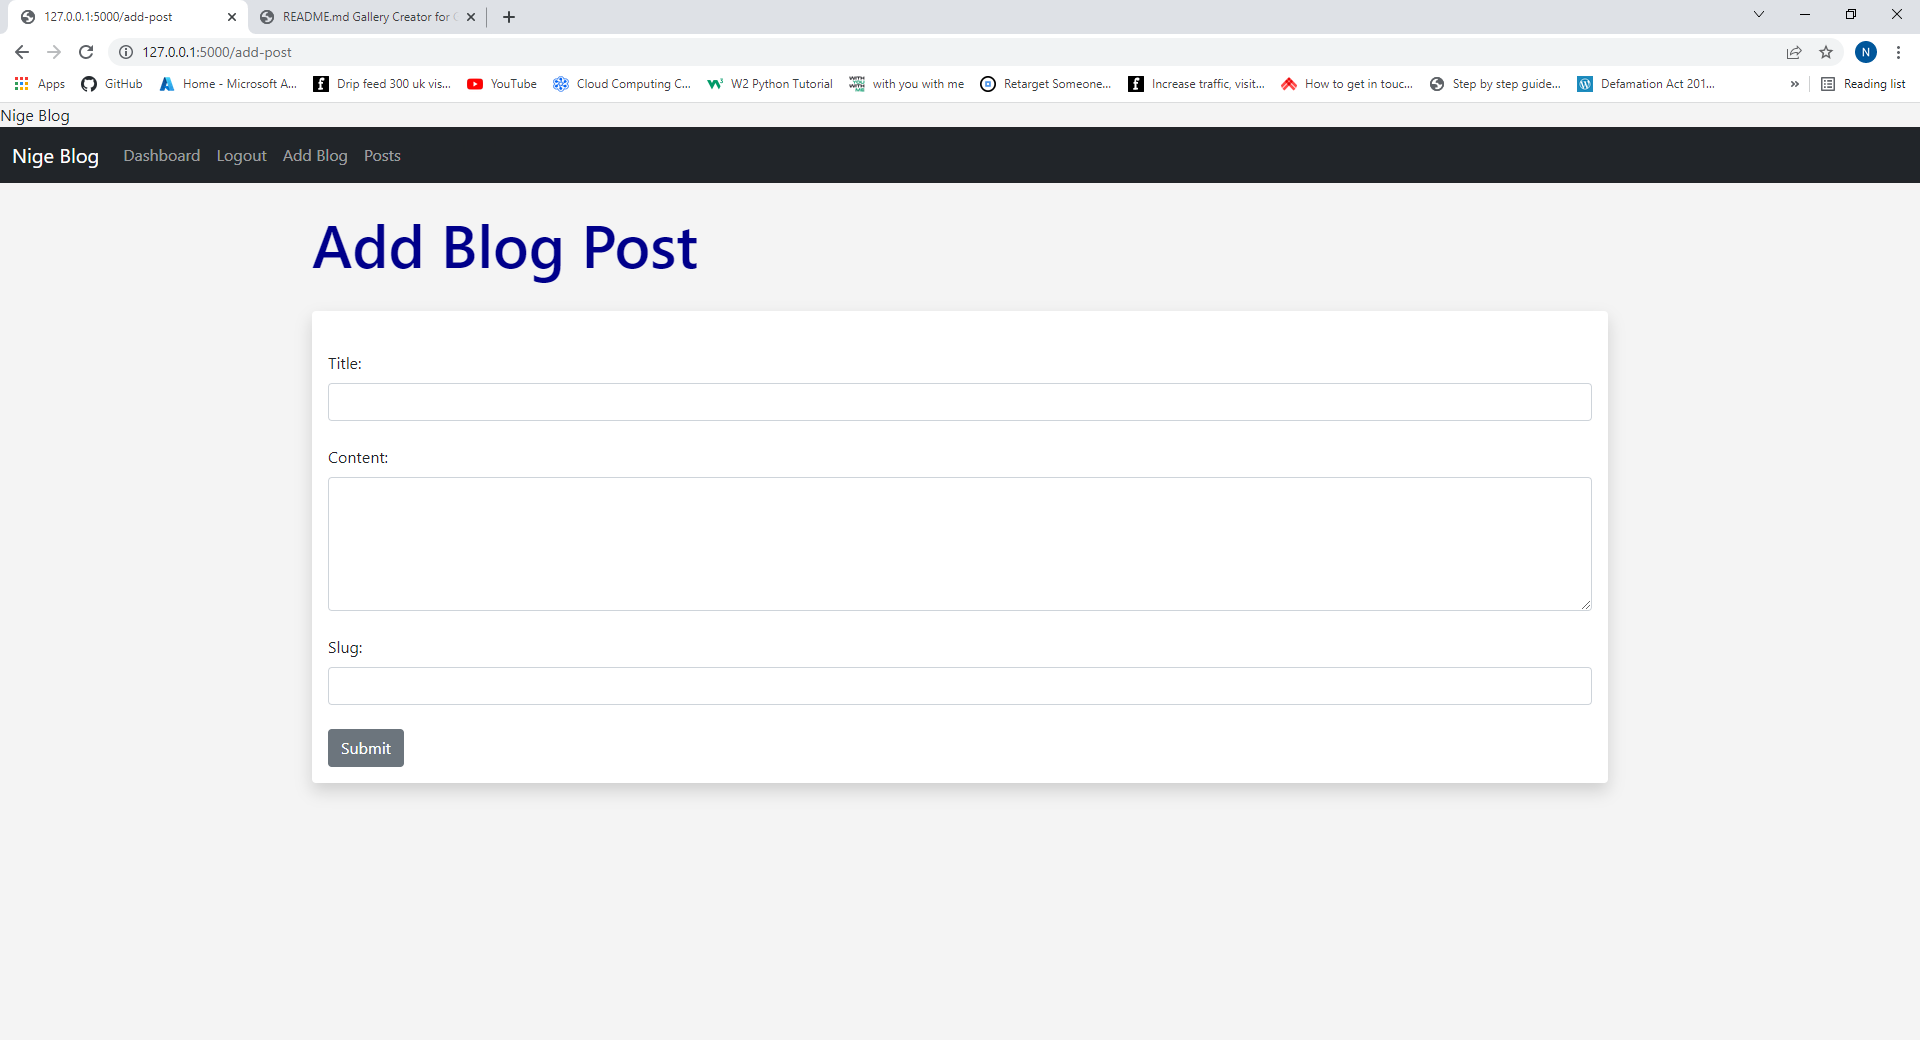 127.0.0.1:5000/add-post
README.md Gallery Creator for
127.0.0.1:5000/add-post
N
Apps GitHub Home - Microsoft A... Drip feed 300 uk vis... YouTube Cloud Computing C... W2 Python Tutorial with you with me Retarget Someone... Increase traffic, visit... How to get in touc... Step by step guide... Defamation Act 201... » Reading list
Nige Blog
Nige Blog Dashboard Logout Add Blog Posts
Add Blog Post
Title:
Content:
Slug:
Submit